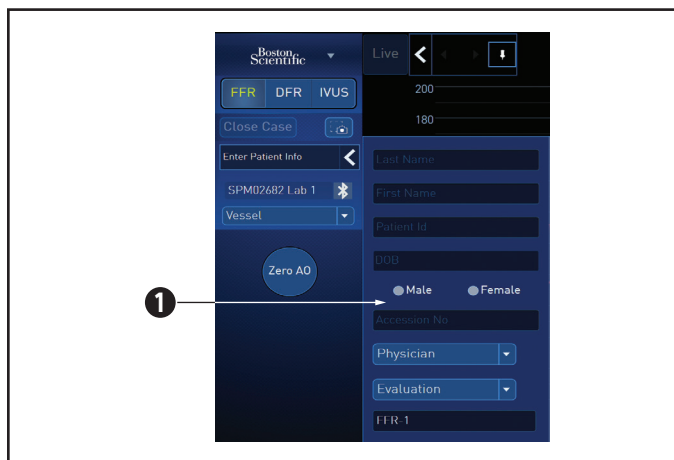 Boston
Scientific
Live
FFR DFR IVUS
200
180
Close Case
Enter Patient Info
SPM02682 Lab 1
Vessel
Zero AO
Last Name
First Name
Patient Id
DOB
Male Female
Accession No
Physician
Evaluation
FFR-1
1